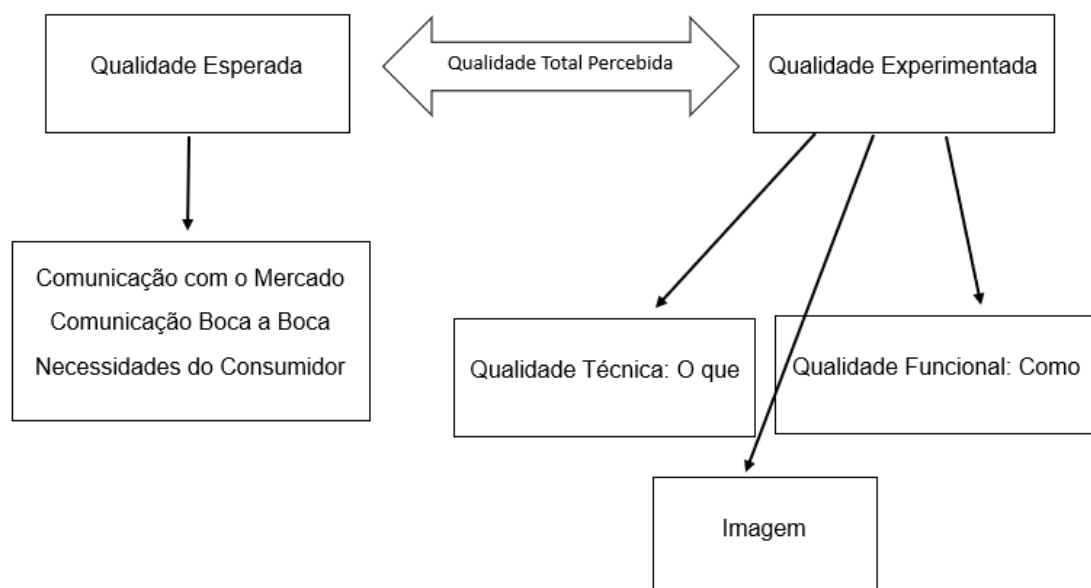 Qualidade Esperada
Qualidade Total Percebida
Qualidade Experimentada
Comunicação com o Mercado
Comunicação Boca a Boca
Necessidades do Consumidor
Qualidade Técnica: O que
Qualidade Funcional: Como
Imagem